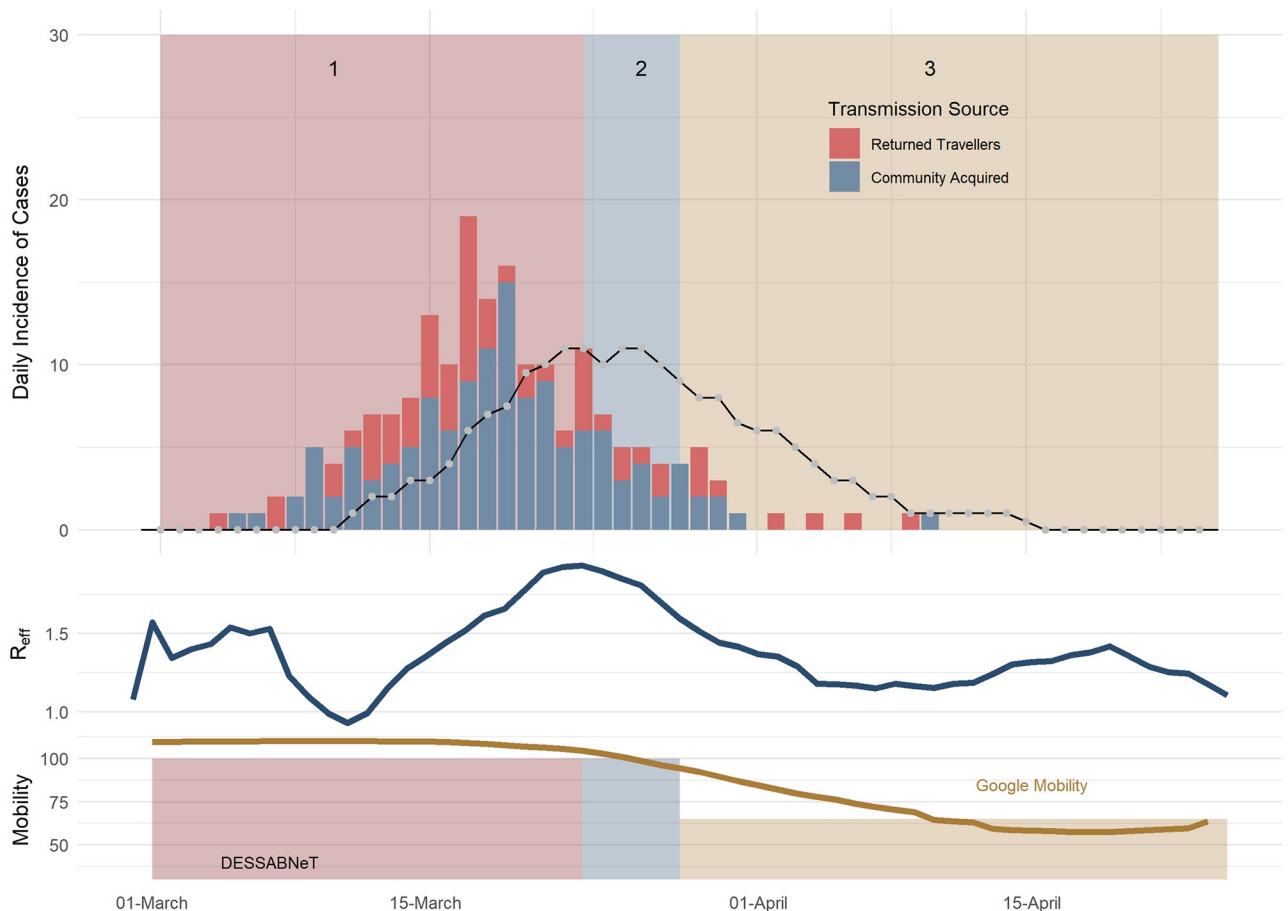 30
1
2
3
Transmission Source
Returned Travellers
Community Acquired
20
10
0
Daily Incidence of Cases
1.5
1.0
Reff
100
75
50
Mobility
Google Mobility
DESSABNeT
01-March
15-March
01-April
15-April